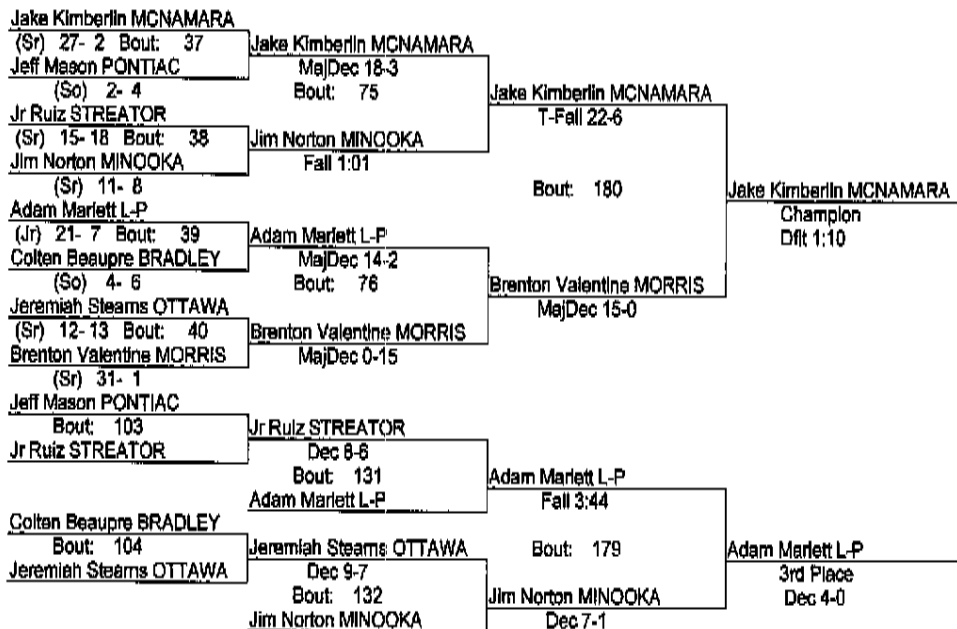 Jake Kimberlin MCNAMARA
(Sr) 27- 2 Bout: 37
Jeff Mason PONTIAC
(So) 2- 4
Jr Ruiz STREATOR
(Sr) 15- 18 Bout: 38
Jim Norton MINOOKA
(Sr) 11- 8
Adam Marlett L-P
(Jr) 21- 7 Bout: 39
Colten Beaupre BRADLEY
(So) 4- 6
Jeremiah Stearns OTTAWA
(Sr) 12- 13 Bout: 40
Brenton Valentine MORRIS
(Sr) 31- 1
Jake Kimberlin MCNAMARA
MajDec 18-3
Bout: 75
Jim Norton MINOOKA
Fall 1:01
Adam Marlett L-P
MajDec 14-2
Bout: 76
Brenton Valentine MORRIS
MajDec 0-15
Jake Kimberlin MCNAMARA
T-Fall 22-6
Bout: 180
Brenton Valentine MORRIS
MajDec 15-0
Jake Kimberlin MCNAMARA
Champion
Dflt 1:10
Jeff Mason PONTIAC
Bout: 103
Jr Ruiz STREATOR
Colten Beaupre BRADLEY
Bout: 104
Jeremiah Stearns OTTAWA
Jr Ruiz STREATOR
Dec 8-6
Bout: 131
Adam Marlett L-P
Jeremiah Stearns OTTAWA
Dec 9-7
Bout: 132
Jim Norton MINOOKA
Adam Marlett L-P
Fall 3:44
Bout: 179
Jim Norton MINOOKA
Dec 7-1
Adam Marlett L-P
3rd Place
Dec 4-0